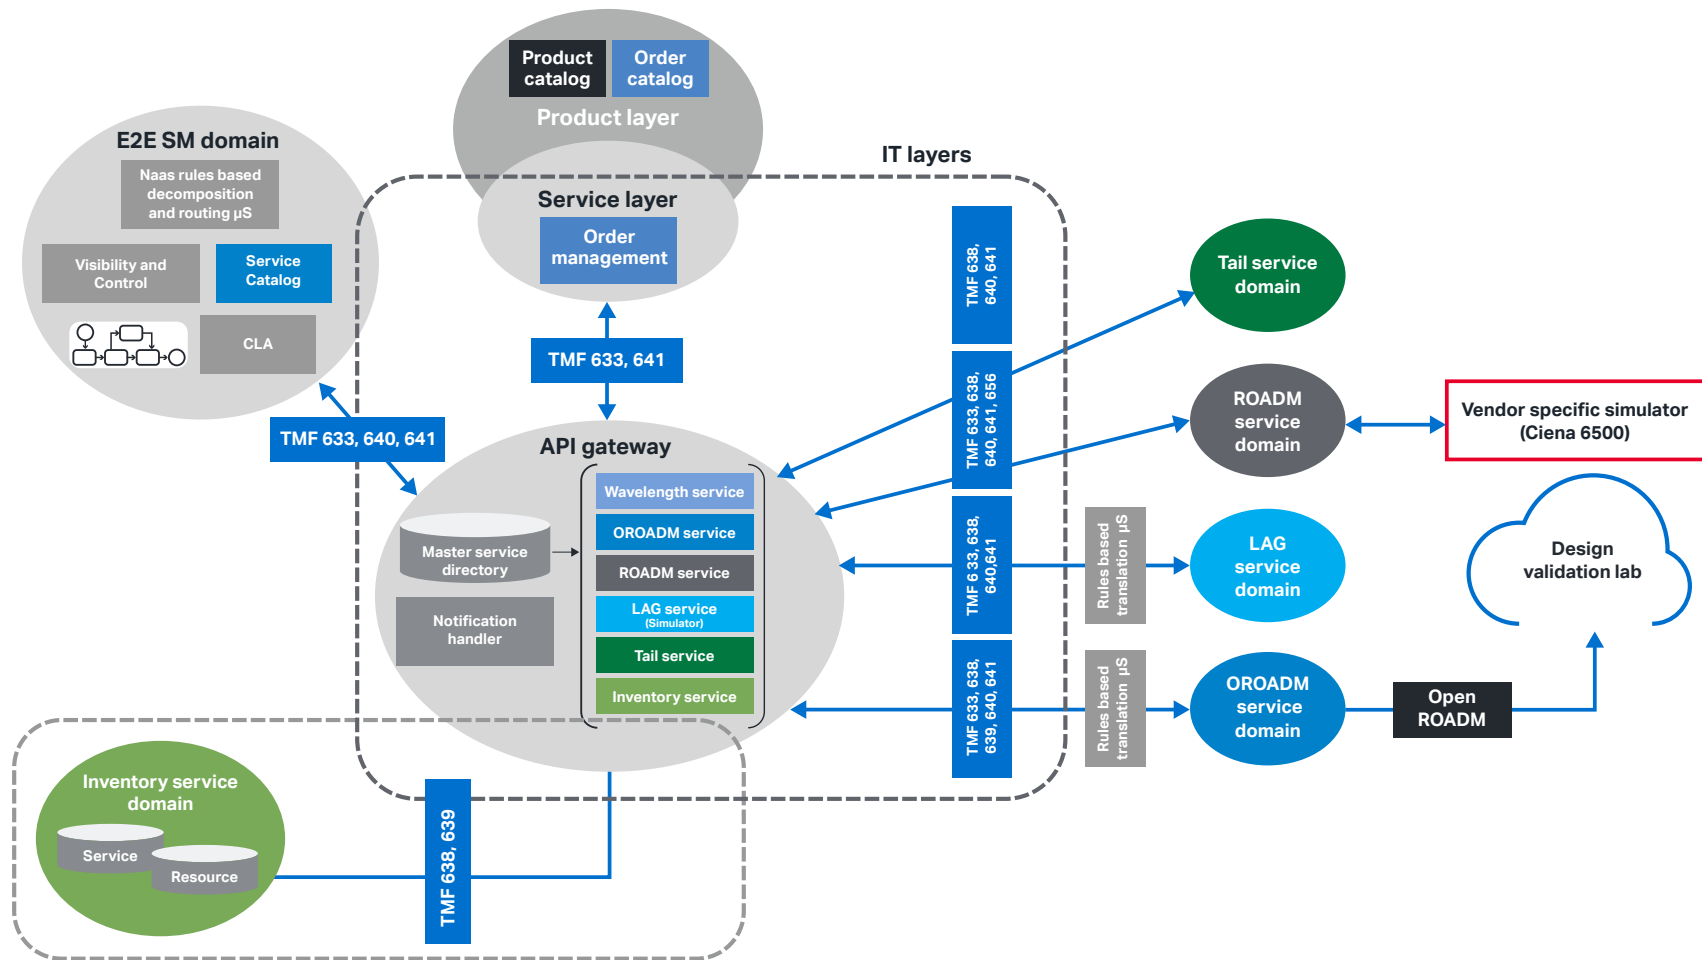 Product
catalog
Order
catalog
Product layer
E2E SM domain
Naas rules based
decomposition
and routing µS
Visibility and
Control
Service
Catalog
CLA
IT layers
Service layer
Order
management
TMF 633, 641
TMF 633, 640, 641
API gateway
Master service
directory
Notification
handler
Wavelength service
OROADM service
ROADM service
LAG service
(Simulator)
Tail service
Inventory service
TMF 638,
640, 641
TMF 633, 638,
640, 641, 656
TMF 6 33, 638,
640,641
TMF 633, 638,
639, 640, 641
Rules based
translation µS
Rules based
translation µS
Tail service
domain
ROADM
service
domain
LAG
service
domain
OROADM
service
domain
Vendor specific simulator
(Ciena 6500)
Design
validation lab
Open
ROADM
Inventory service
domain
Service
Resource
TMF 638, 639